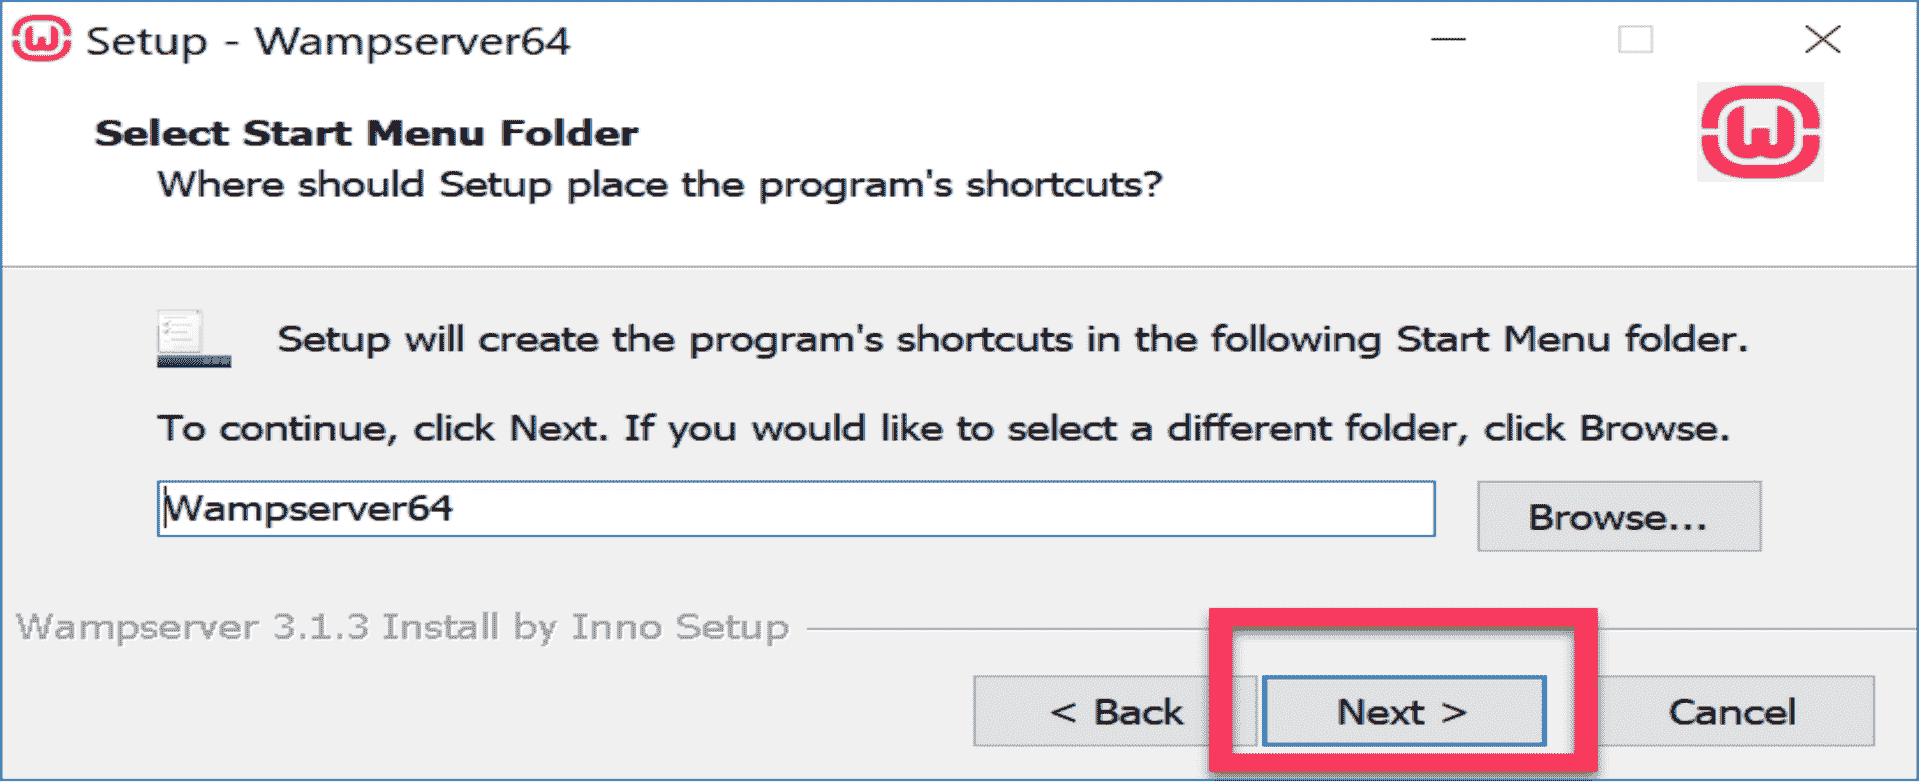 Setup - Wampserver64
Select Start Menu Folder
Where should Setup place the program's shortcuts?
Setup will create the program's shortcuts in the following Start Menu folder.
To continue, click Next. If you would like to select a different folder, click Browse.
Wampserver64
Browse...
Wampserver 3.1.3 Install by Inno Setup
< Back
Next >
Cancel